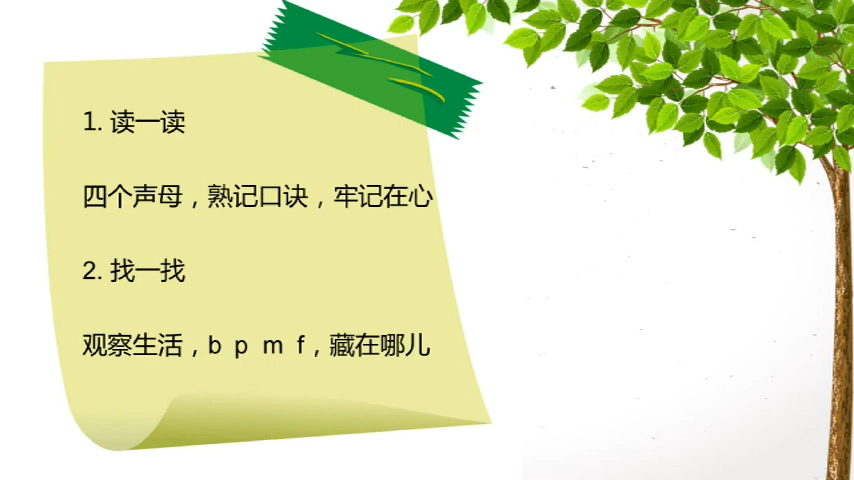 1. 读一读
四个声母，熟记口诀，牢记在心
2. 找一找
观察生活，b p m f，藏在哪儿